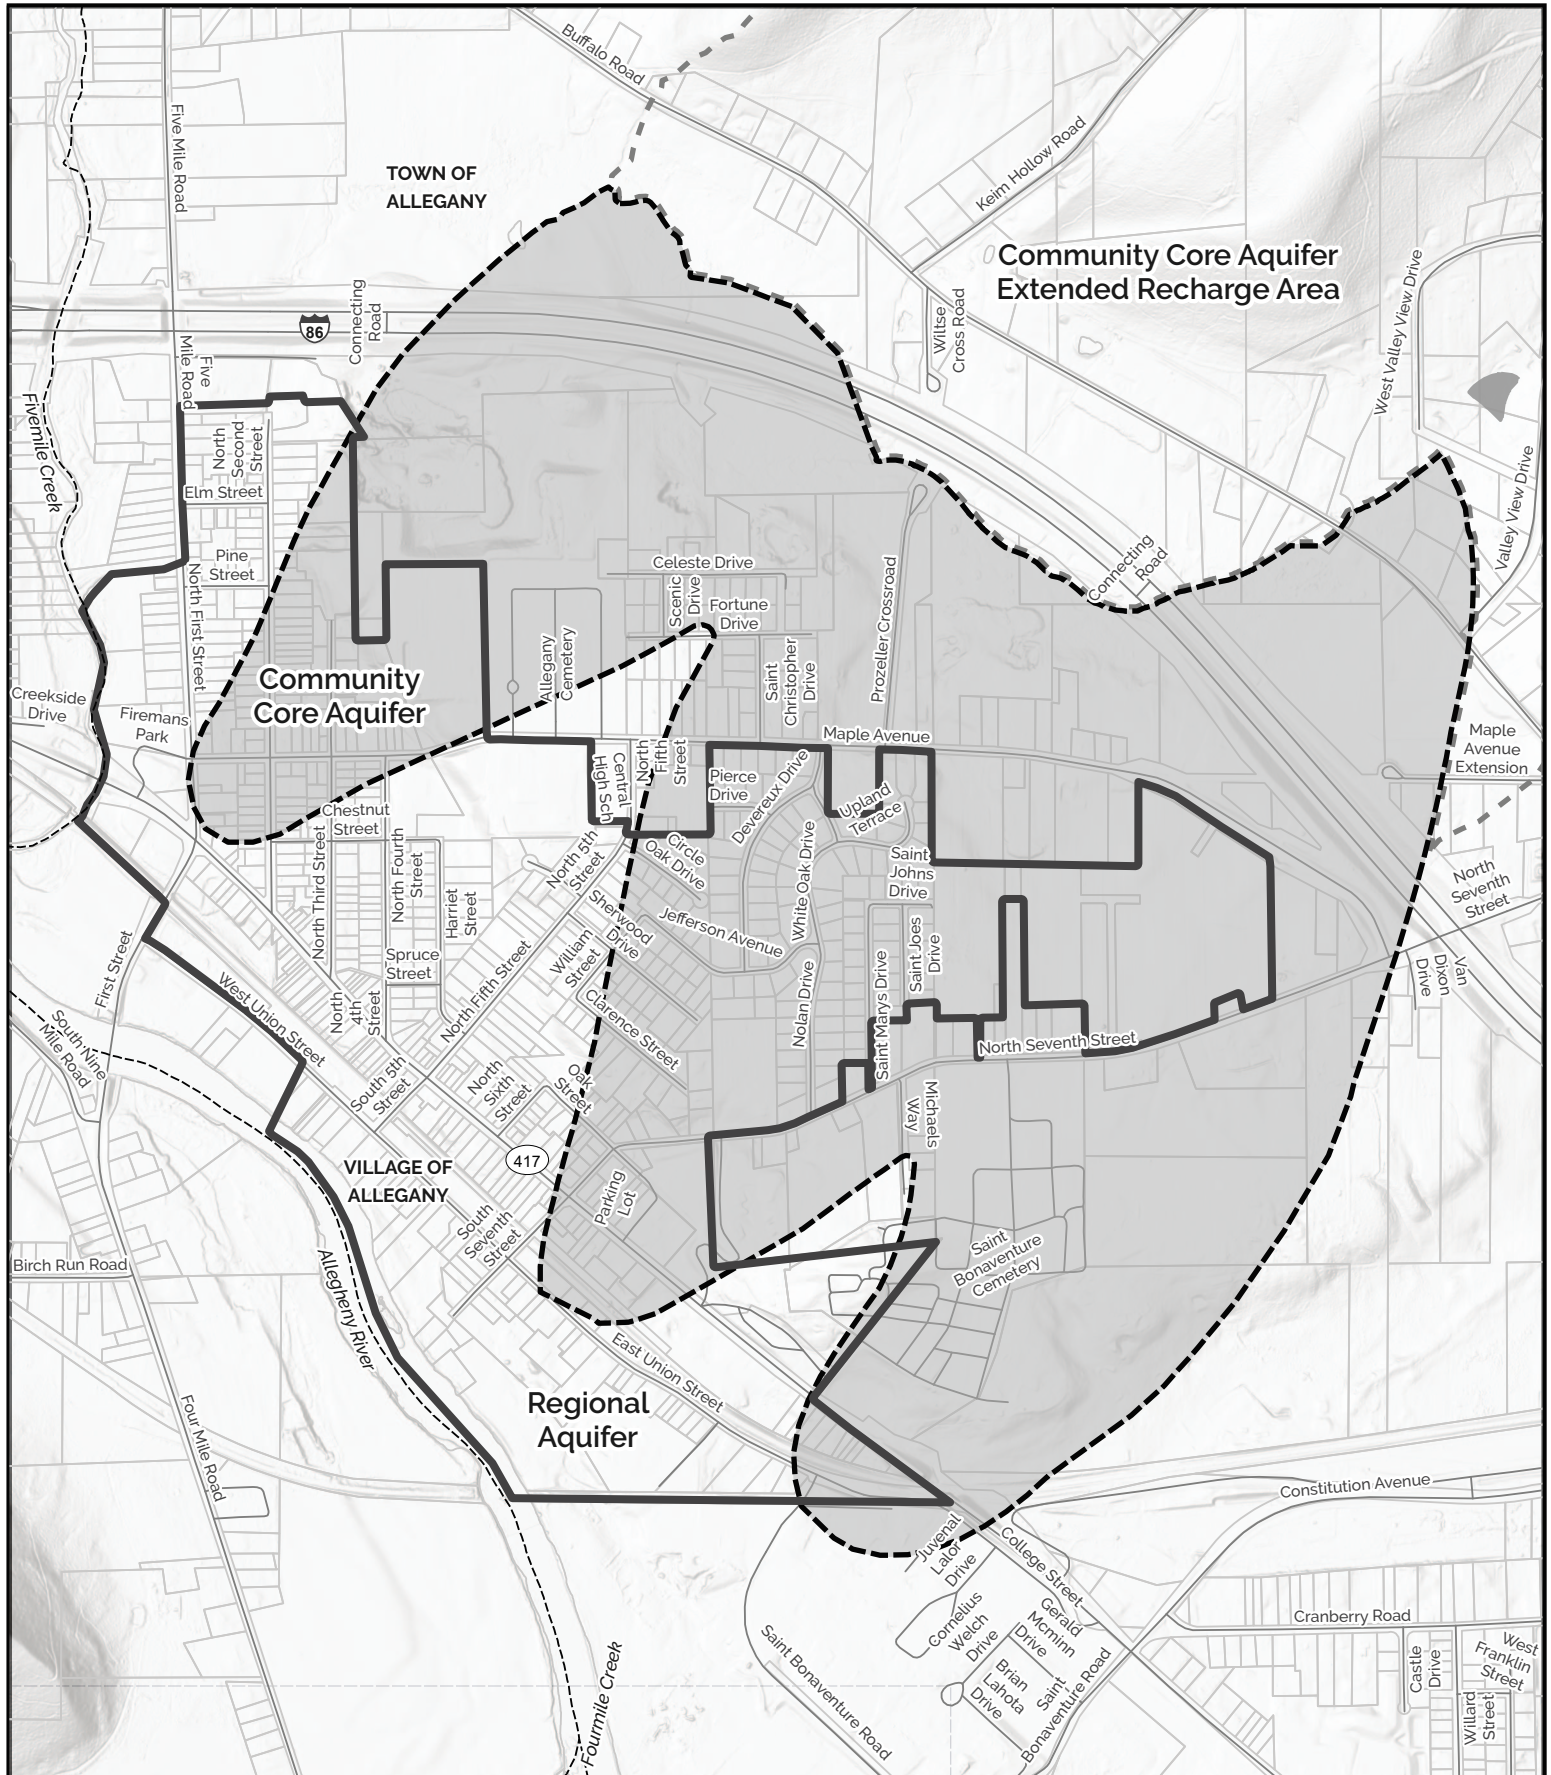 Buffalo Road
Five Mile Road
TOWN OF
ALLEGANY
Keim Hollow Road
Community Core Aquifer
Extended Recharge Area
West Valley View Drive
Connecting
Road
86
Wiltse
Cross Road
Five
Mile Road
Fivemile Creek
North
Second
Street
Elm Street
Valley View Drive
Pine
Street
Celeste Drive
Scenic
Drive
Fortune
Drive
Connecting
Road
North First Street
Allegany
Cemetery
Saint
Christopher
Drive
Prozeller Crossroad
Community
Core Aquifer
Creekside
Drive
Firemans
Park
Maple Avenue
Maple
Avenue
Extension
Central
High Sch
North
Fifth
Street
Pierce
Drive
Devereux Drive
Upland
Terrace
Chestnut
Street
North Third Street
North Fourth
Street
Harriet
Street
North 5th
Street
Circle
Oak Drive
White Oak Drive
Saint
Johns
Drive
North
Seventh
Street
Sherwood
Drive
Jefferson Avenue
William
Street
Saint Joes
Drive
Spruce
Street
First Street
West Union Street
North
4th
Street
North Fifth Street
Clarence Street
Nolan Drive
Saint Marys Drive
Van
Dixon
Drive
South Nine
Mile Road
North Seventh Street
South 5th
Street
North
Sixth
Street
Oak
Street
Michaels
Way
417
VILLAGE OF
ALLEGANY
Parking
Lot
South
Seventh
Street
Saint
Bonaventure
Cemetery
Birch Run Road
Allegheny River
East Union Street
Regional
Aquifer
Four Mile Road
Constitution Avenue
Juvenal
Lalor
Drive
College Street
Cornelius
Welch
Drive
Gerald
Mcminn
Drive
Cranberry Road
Saint Bonaventure Road
Brian
Lahota
Drive
Saint
Bonaventure Road
Castle
Drive
West
Franklin
Street
Willard
Street
Fourmile Creek